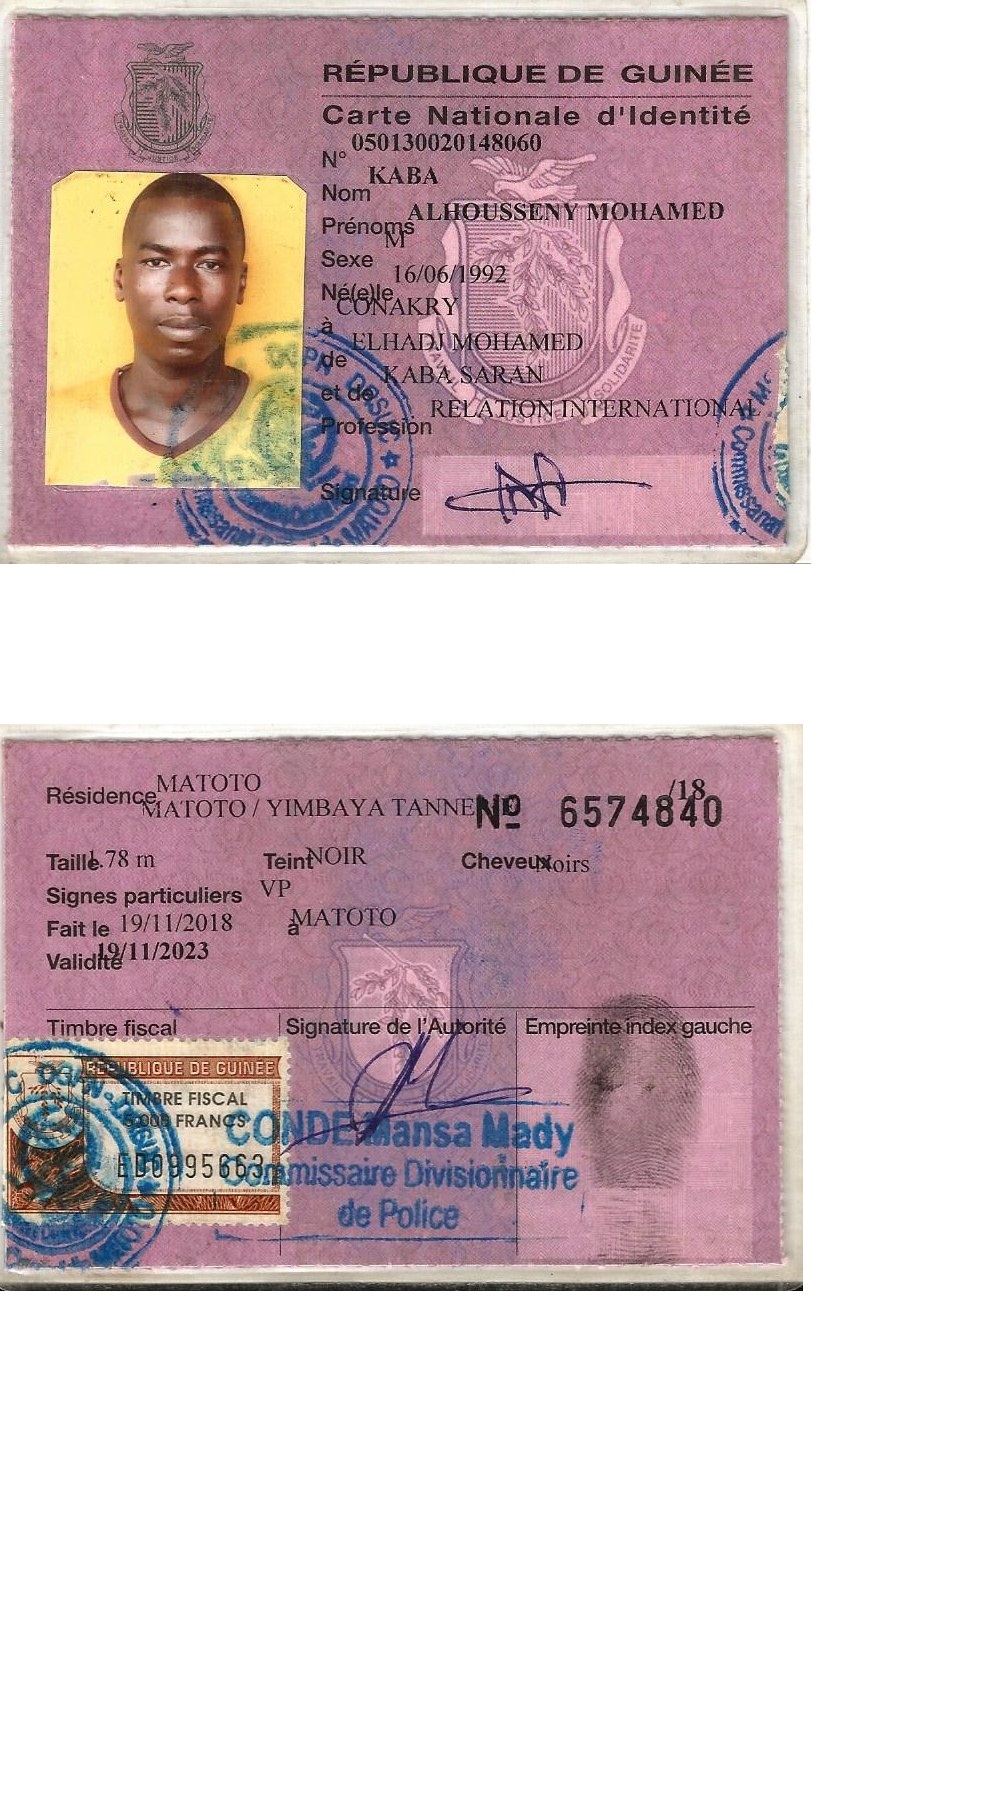 RÉPUBLIQUE DE GUINÉE
Carte Nationale d'Identité
N° 050130020148060
Nom KABA
Prénoms ALHOUSSENY MOHAMED
Sexe M
Né(e)le 16/06/1992
à CONAKRY
de ELHADJ MOHAMED
et de KABA SARAN
Profession RELATION INTERNATIONAL
Signature
SOLIDARITE
Résidence MATOTO
MATOTO / YIMBAYA TANNE
/18
Nº 6574840
Taille 1.78 m Teint NOIR Cheveux Noirs
Signes particuliers VP
Fait le 19/11/2018 à MATOTO
Validité 19/11/2023
Timbre fiscal Signature de l'Autorité Empreinte index gauche
RÉPUBLIQUE DE GUINÉE
TIMBRE FISCAL
5.000 FRANCS
ED0995663
CONDE Mansa Mady
Commissaire Divisionnaire
de Police